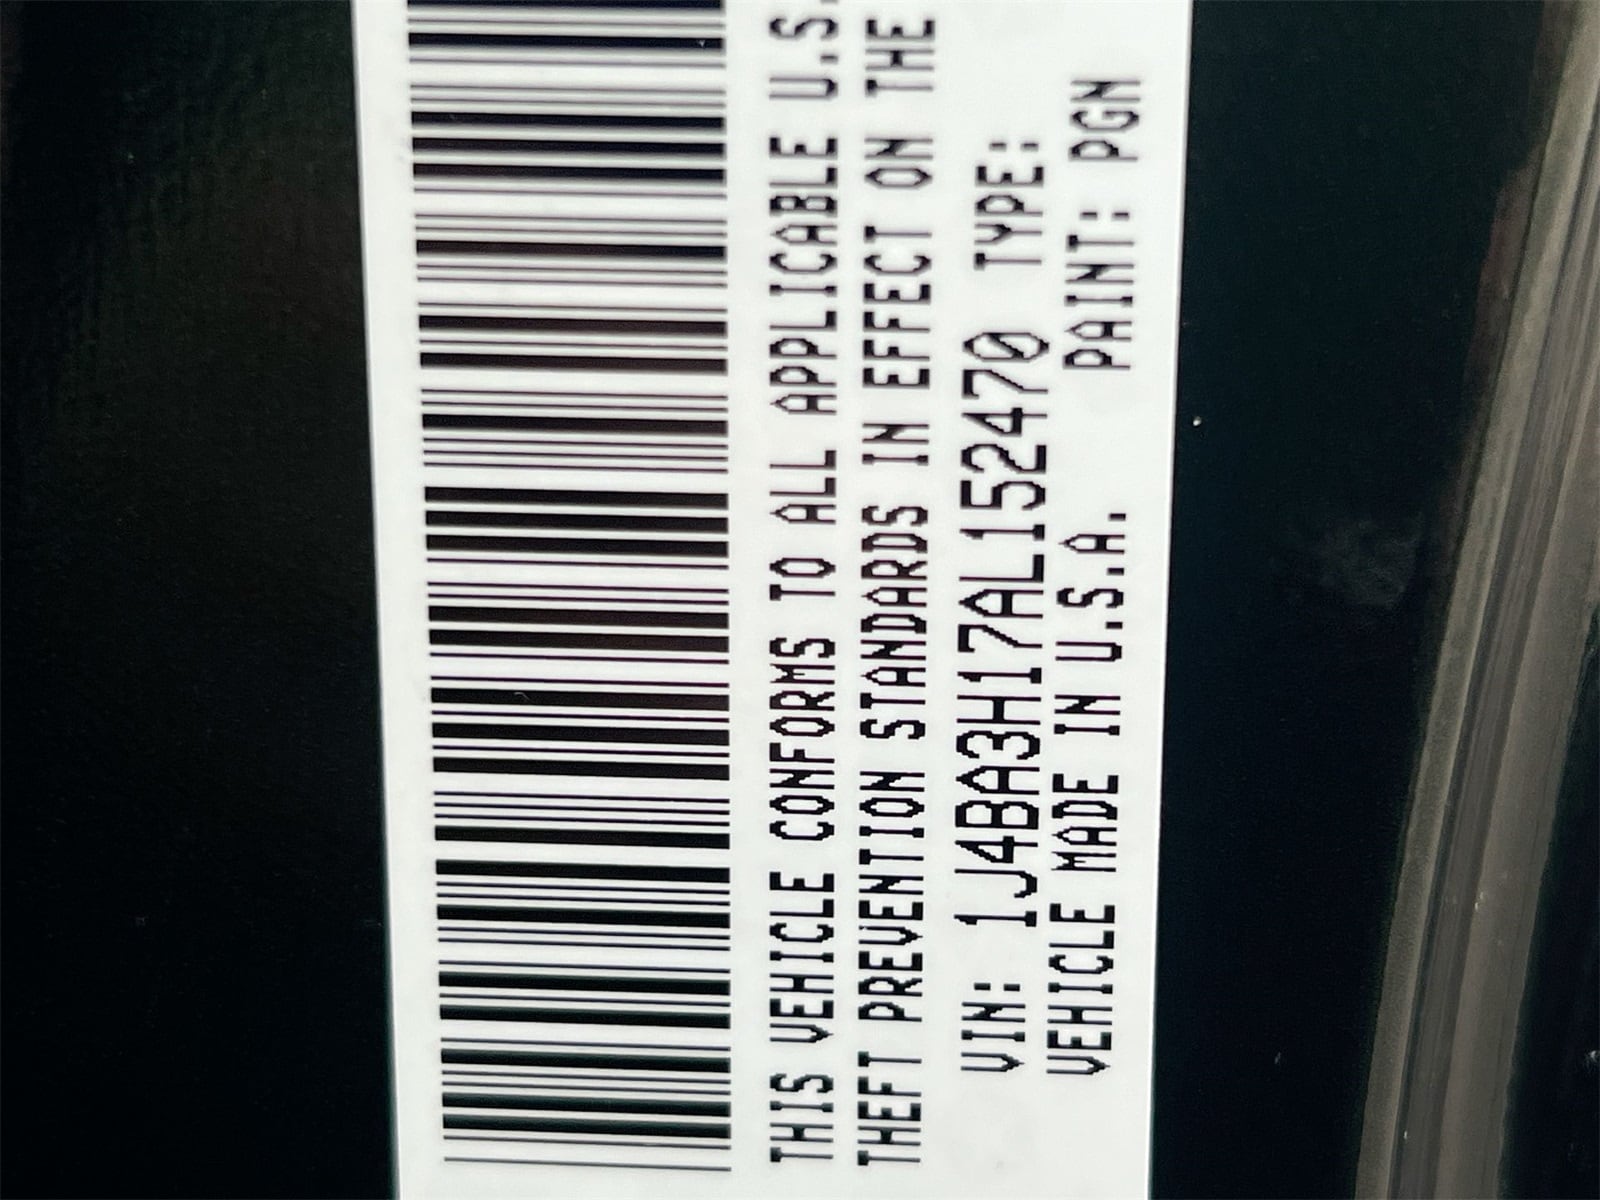 THIS VEHICLE CONFORMS TO ALL APPLICABLE U.S.
THEFT PREVENTION STANDARDS IN EFFECT ON THE
VIN: 1J4BA3H17AL152470 TYPE:
VEHICLE MADE IN U.S.A. PAINT: PGN